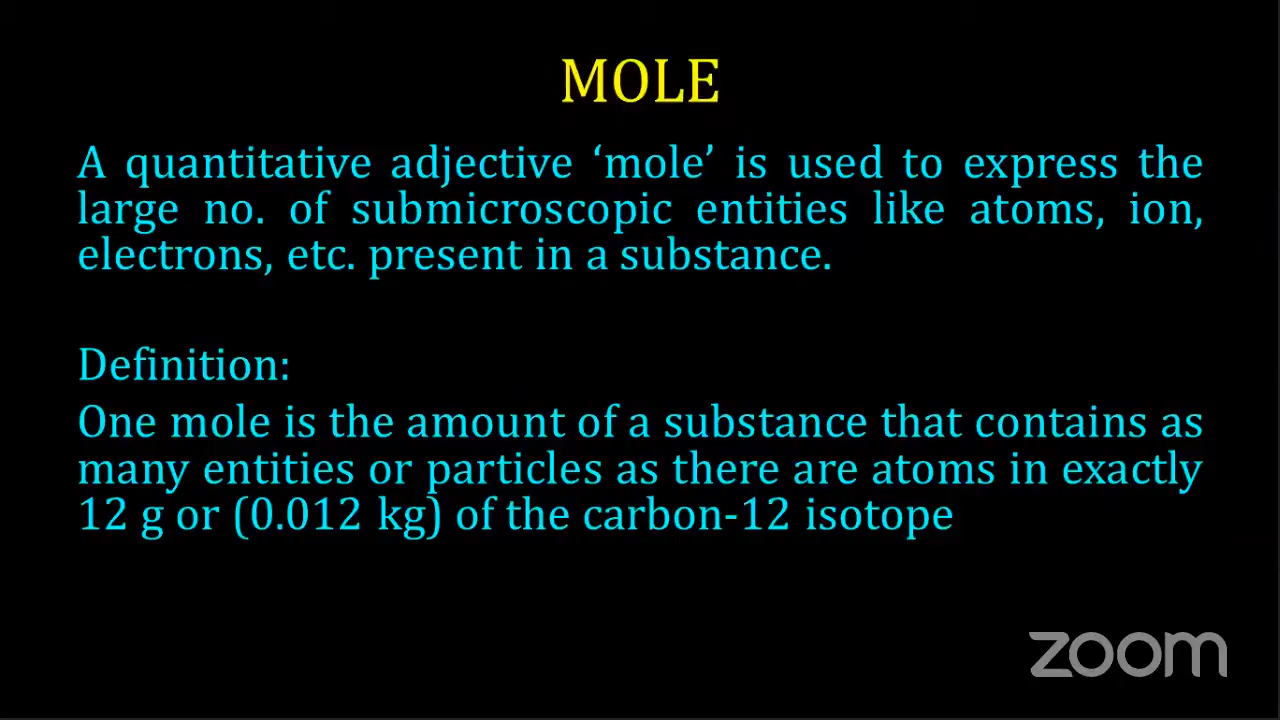 MOLE
A quantitative adjective ‘mole’ is used to express the
large no. of submicroscopic entities like atoms, ion,
electrons, etc. present in a substance.
Definition:
One mole is the amount of a substance that contains as
many entities or particles as there are atoms in exactly
12 g or (0.012 kg) of the carbon-12 isotope
zoom